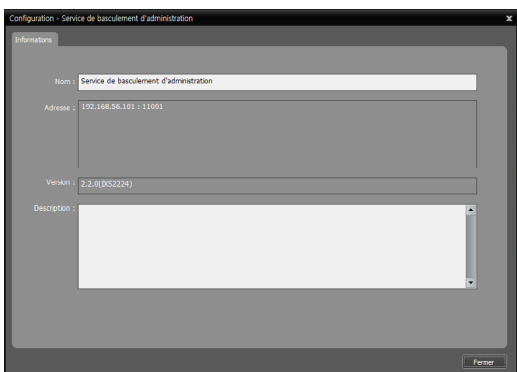 Configuration - Service de basculement d'administration x
Informations
Nom : Service de basculement d'administration
Adresse : 192.168.56.101 : 11001
Version : 2.2.0(IXS2224)
Description :
Fermer